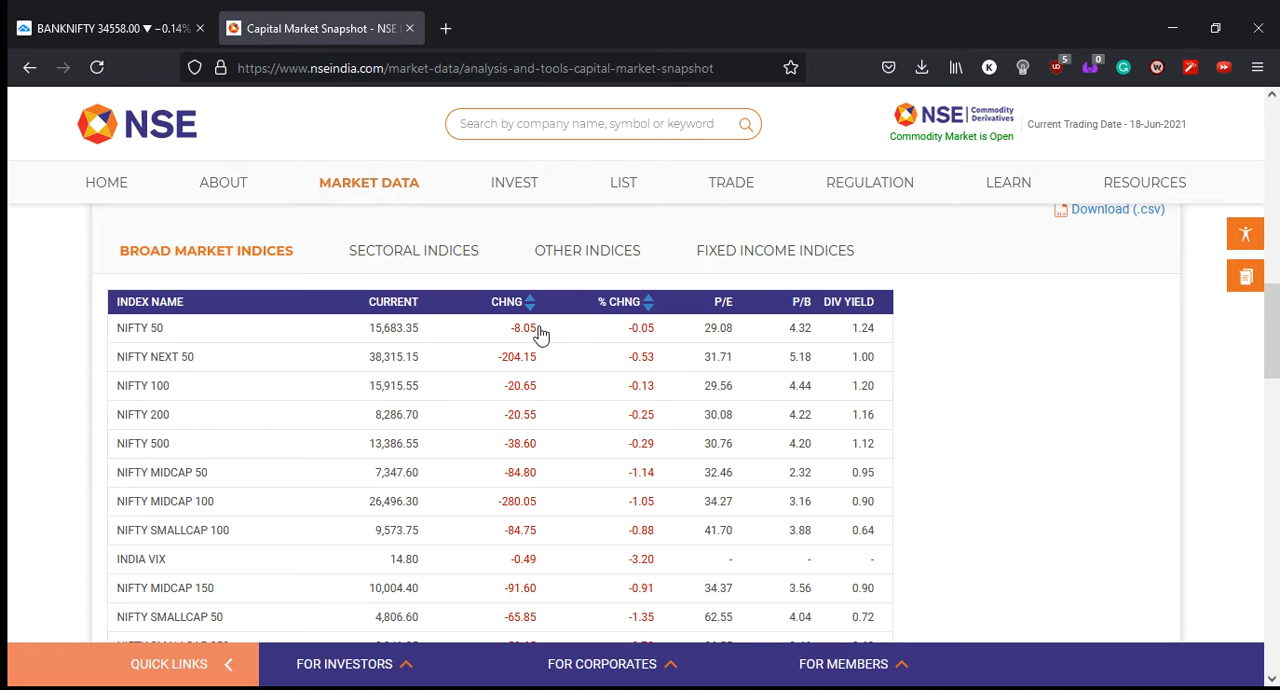 BANKNIFTY 34558.00 ▼ −0.14%
Capital Market Snapshot - NSE I
https://www.nseindia.com/market-data/analysis-and-tools-capital-market-snapshot
5
0
NSE
Search by company name, symbol or keyword
NSE Commodity Derivatives
Commodity Market is Open
Current Trading Date - 18-Jun-2021
HOME ABOUT MARKET DATA INVEST LIST TRADE REGULATION LEARN RESOURCES
Download (.csv)
BROAD MARKET INDICES SECTORAL INDICES OTHER INDICES FIXED INCOME INDICES
INDEX NAME CURRENT CHNG % CHNG P/E P/B DIV YIELD
NIFTY 50 15,683.35 -8.05 -0.05 29.08 4.32 1.24
NIFTY NEXT 50 38,315.15 -204.15 -0.53 31.71 5.18 1.00
NIFTY 100 15,915.55 -20.65 -0.13 29.56 4.44 1.20
NIFTY 200 8,286.70 -20.55 -0.25 30.08 4.22 1.16
NIFTY 500 13,386.55 -38.60 -0.29 30.76 4.20 1.12
NIFTY MIDCAP 50 7,347.60 -84.80 -1.14 32.46 2.32 0.95
NIFTY MIDCAP 100 26,496.30 -280.05 -1.05 34.27 3.16 0.90
NIFTY SMALLCAP 100 9,573.75 -84.75 -0.88 41.70 3.88 0.64
INDIA VIX 14.80 -0.49 -3.20 - - -
NIFTY MIDCAP 150 10,004.40 -91.60 -0.91 34.37 3.56 0.90
NIFTY SMALLCAP 50 4,806.60 -65.85 -1.35 62.55 4.04 0.72
QUICK LINKS FOR INVESTORS FOR CORPORATES FOR MEMBERS